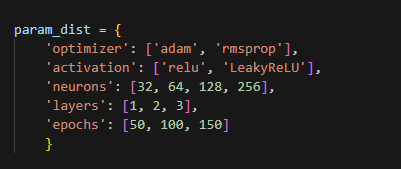 param_dist = {
    'optimizer': ['adam', 'rmsprop'],
    'activation': ['relu', 'LeakyReLU'],
    'neurons': [32, 64, 128, 256],
    'layers': [1, 2, 3],
    'epochs': [50, 100, 150]
    }